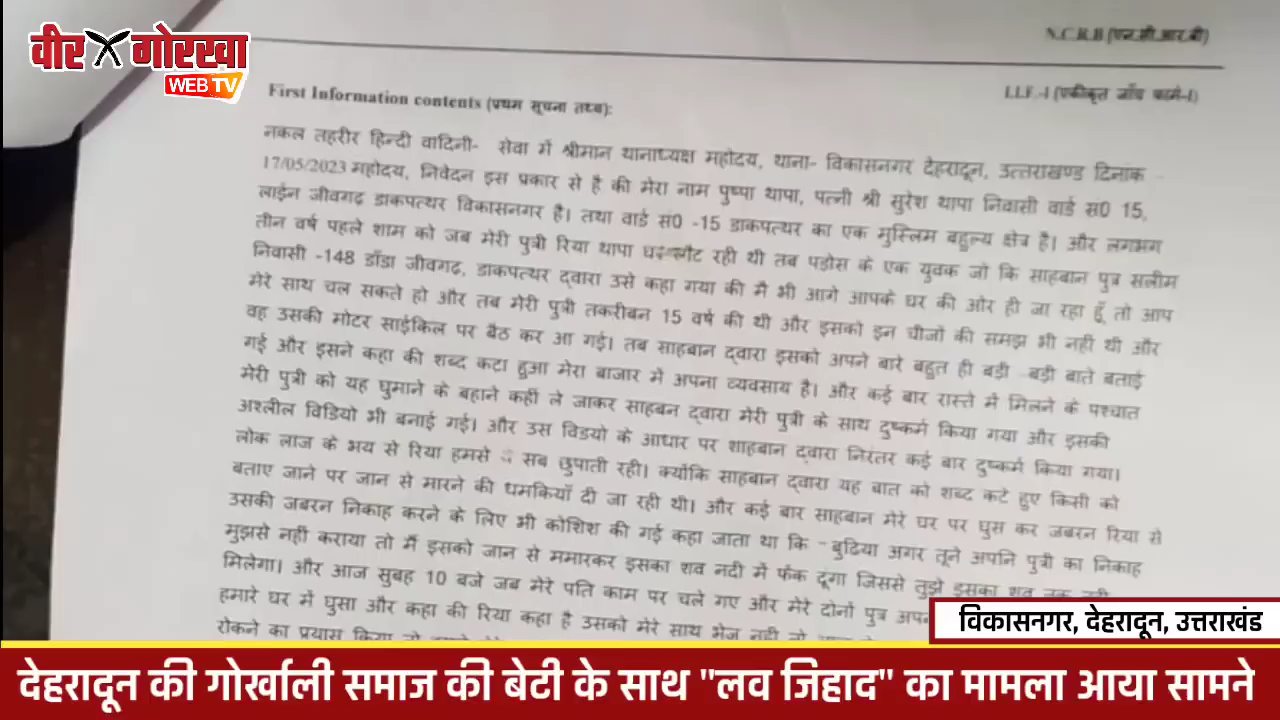 वीर गोरखा
WEB TV
N.C.R.B (एन.सी.आर.बी)
I.I.F.-I (एकीकृत जाँच फार्म-I)
First Information contents (प्रथम सूचना तथ्य):
नकल तहरीर हिन्दी वादिनी- सेवा में श्रीमान थानाध्यक्ष महोदय, थाना- विकासनगर देहरादून, उत्तराखण्ड दिनांक -
17/05/2023 महोदय, निवेदन इस प्रकार से है की मेरा नाम पुष्पा थापा, पत्नी श्री सुरेश थापा निवासी वार्ड सं0 15,
लाईन जीवगढ़ डाकपत्थर विकासनगर है। तथा वार्ड सं0 -15 डाकपत्थर का एक मुस्लिम बहुल्य क्षेत्र है। और लगभग
तीन वर्ष पहले शाम को जब मेरी पुत्री रिया थापा घर लौट रही थी तब पड़ोस के एक युवक जो कि साहबान पुत्र सलीम
निवासी -148 डाँडा जीवगढ़, डाकपत्थर द्वारा उसे कहा गया की मै भी आगे आपके घर की ओर ही जा रहा हूँ तो आप
मेरे साथ चल सकते हो और तब मेरी पुत्री तकरीबन 15 वर्ष की थी और इसको इन चीजों की समझ भी नहीं थी और
वह उसकी मोटर साईकिल पर बैठ कर आ गई। तब साहबान द्वारा इसको अपने बारे बहुत ही बड़ी -बड़ी बाते बताई
गई और इसने कहा की शब्द कटा हुआ मेरा बाजार में अपना व्यवसाय है। और कई बार रास्ते में मिलने के पश्चात
मेरी पुत्री को यह घुमाने के बहाने कहीं ले जाकर साहबन द्वारा मेरी पुत्री के साथ दुष्कर्म किया गया और इसकी
अश्लील विडियो भी बनाई गई। और उस विडयो के आधार पर शाहबान द्वारा निरंतर कई बार दुष्कर्म किया गया।
लोक लाज के भय से रिया हमसे सब छुपाती रही। क्योंकि साहबान द्वारा यह बात को शब्द कटे हुए किसी को
बताए जाने पर जान से मारने की धमकियाँ दी जा रही थी। और कई बार साहबान मेरे घर पर घुस कर जबरन रिया से
उसकी जबरन निकाह करने के लिए भी कोशिश की गई कहा जाता था कि - बुढिया अगर तूने अपनि पुत्री का निकाह
मुझसे नहीं कराया तो मैं इसको जान से ममारकर इसका शव नदी में फेंक दूंगा जिससे तुझे इसका शव तक नही
मिलेगा। और आज सुबह 10 बजे जब मेरे पति काम पर चले गए और मेरे दोनों पुत्र अपन
हमारे घर में घुसा और कहा की रिया कहा है उसको मेरे साथ भेज नही तो
रोकने का प्रयास किया तो
विकासनगर, देहरादून, उत्तराखंड
देहरादून की गोर्खाली समाज की बेटी के साथ "लव जिहाद" का मामला आया सामने